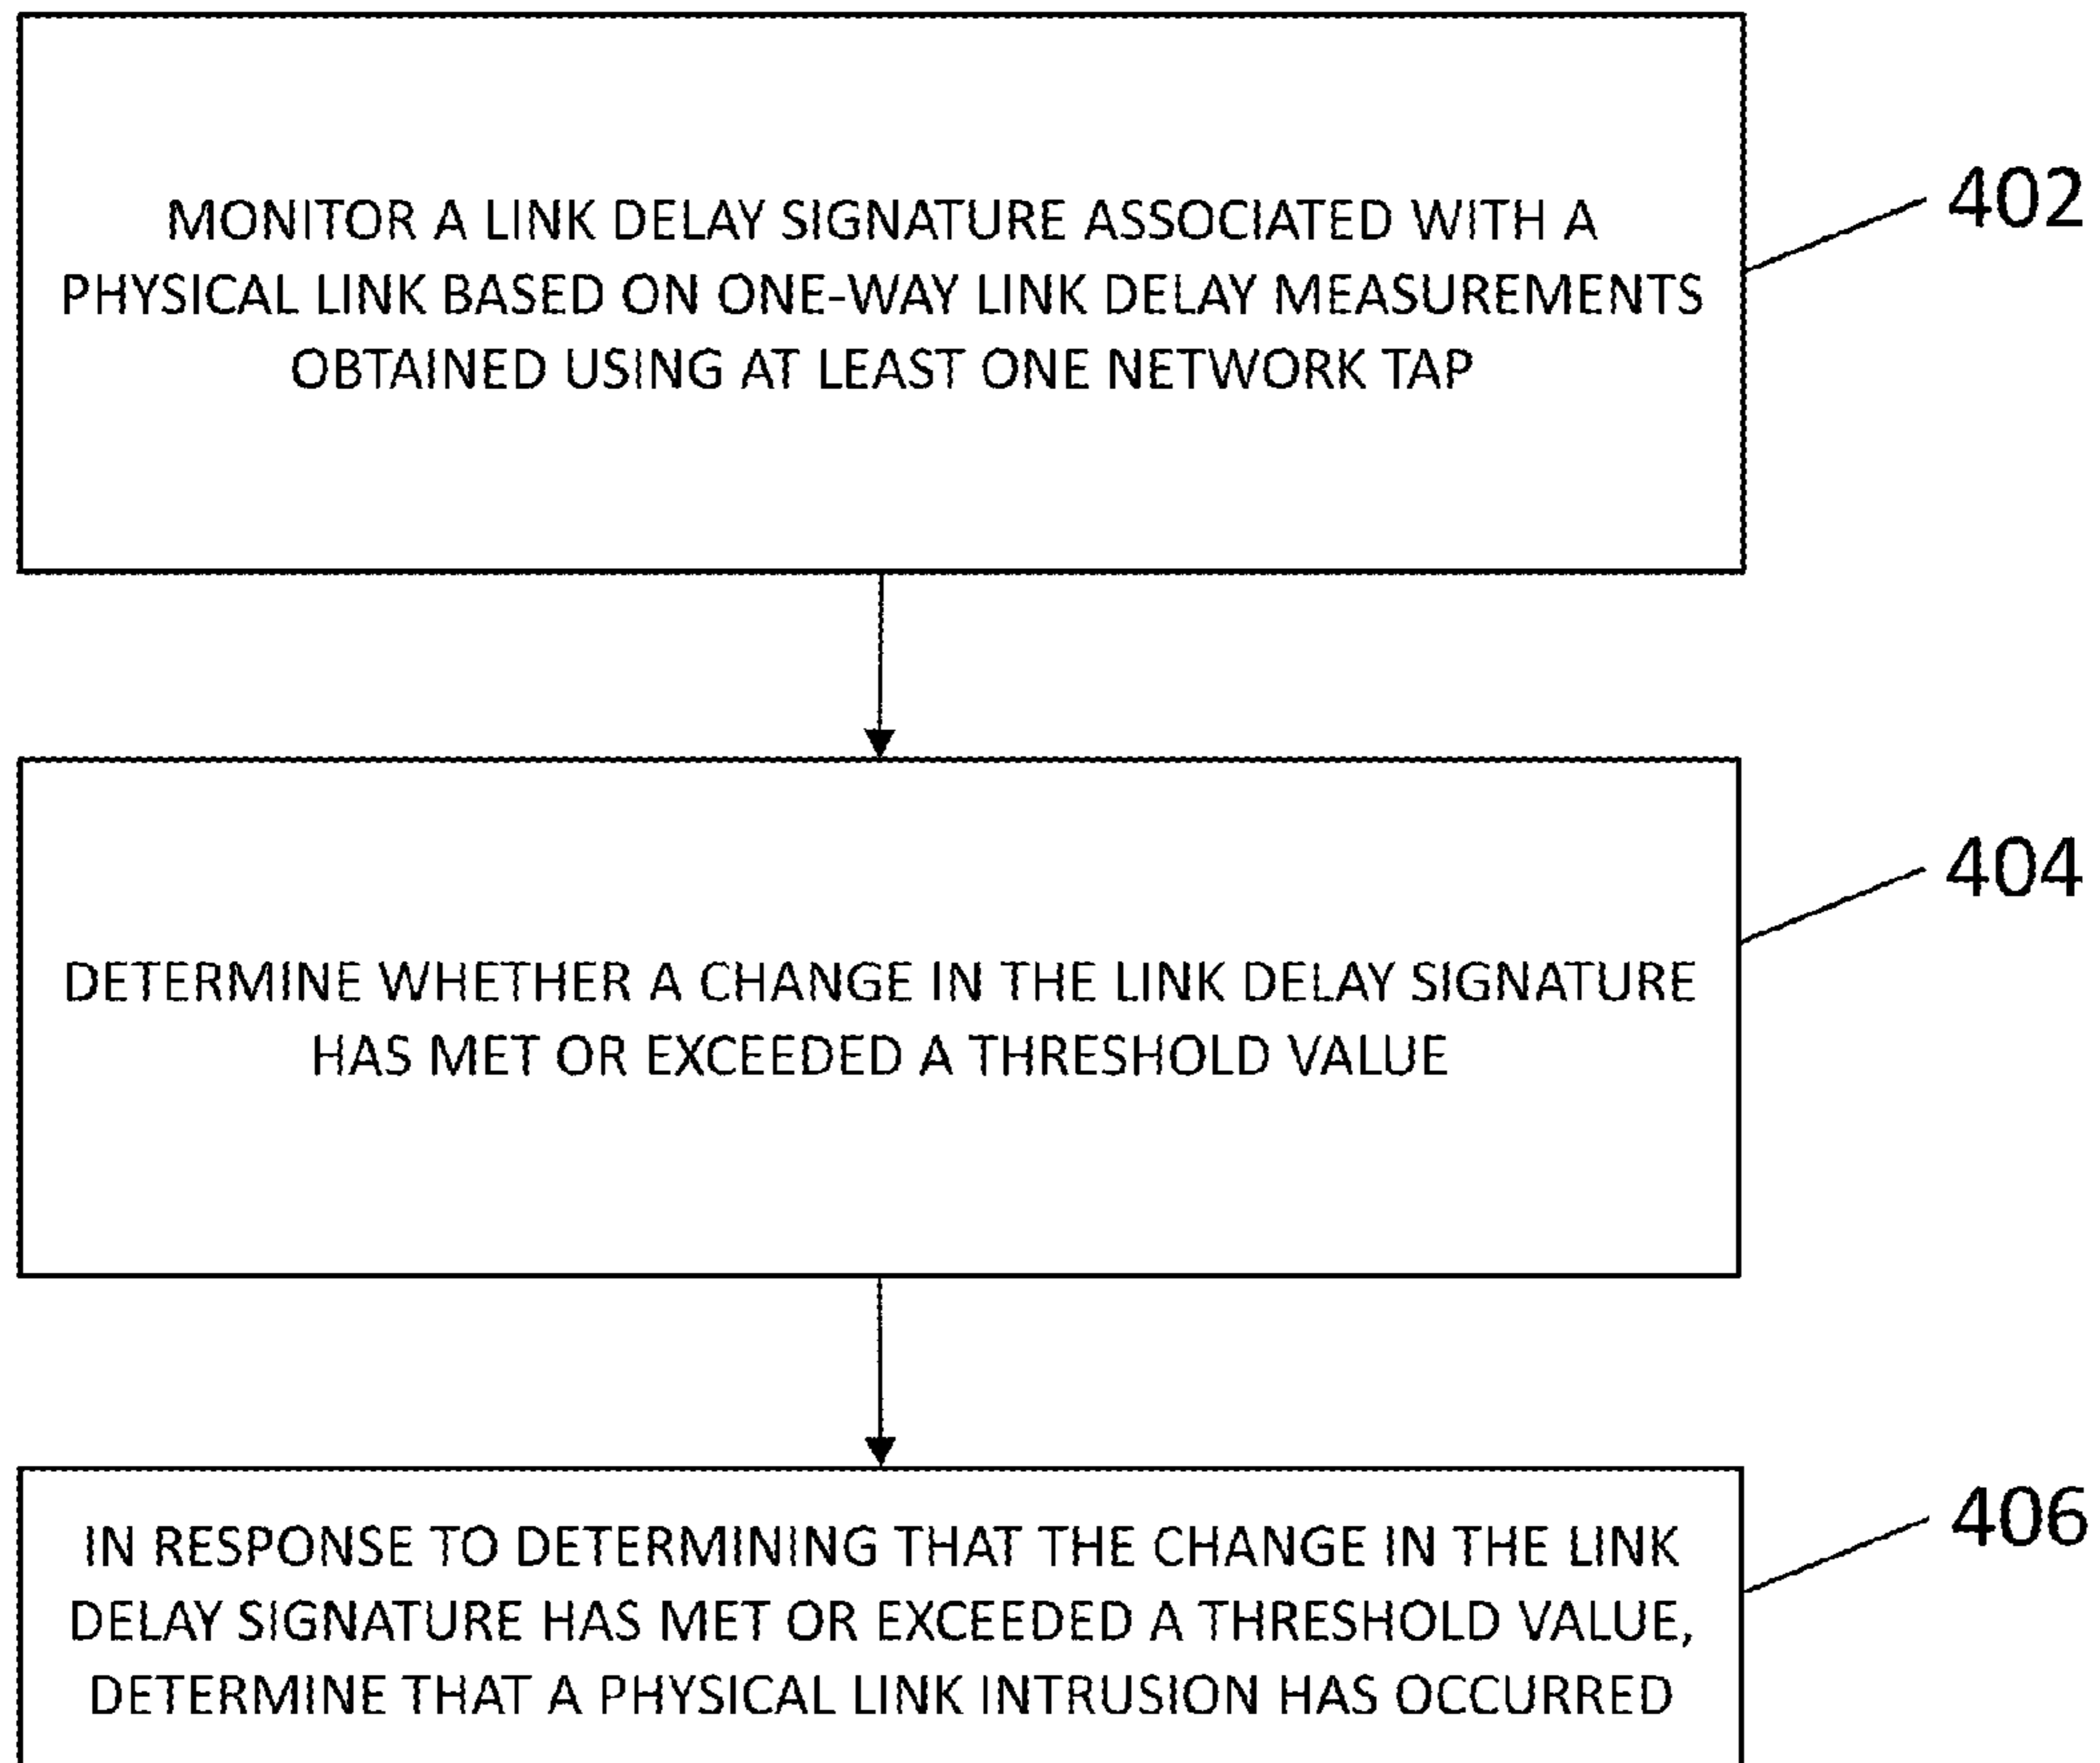 MONITOR A LINK DELAY SIGNATURE ASSOCIATED WITH A
PHYSICAL LINK BASED ON ONE-WAY LINK DELAY MEASUREMENTS
OBTAINED USING AT LEAST ONE NETWORK TAP
402
DETERMINE WHETHER A CHANGE IN THE LINK DELAY SIGNATURE
HAS MET OR EXCEEDED A THRESHOLD VALUE
404
IN RESPONSE TO DETERMINING THAT THE CHANGE IN THE LINK
DELAY SIGNATURE HAS MET OR EXCEEDED A THRESHOLD VALUE,
DETERMINE THAT A PHYSICAL LINK INTRUSION HAS OCCURRED
406